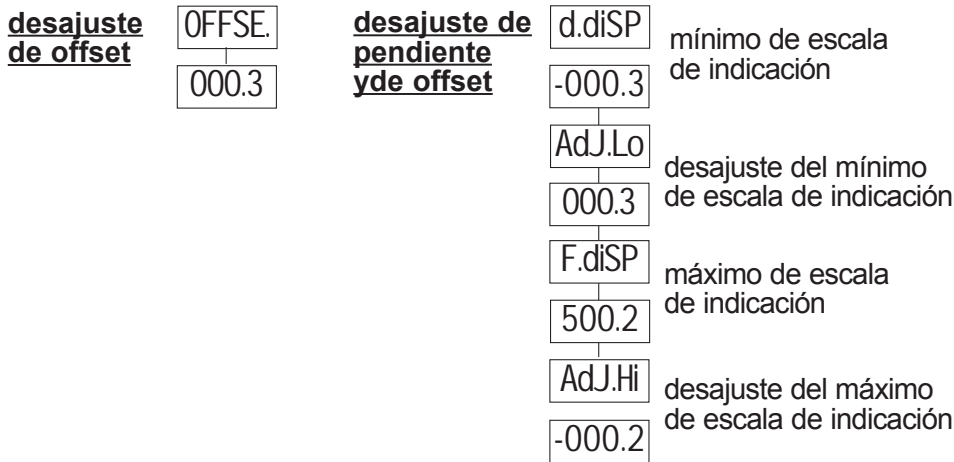 desajuste
de offset
OFFSE.
000.3
desajuste de
pendiente
yde offset
d.diSP
mínimo de escala
de indicación
-000.3
AdJ.Lo
desajuste del mínimo
de escala de indicación
000.3
F.diSP
máximo de escala
de indicación
500.2
AdJ.Hi
desajuste del máximo
de escala de indicación
-000.2